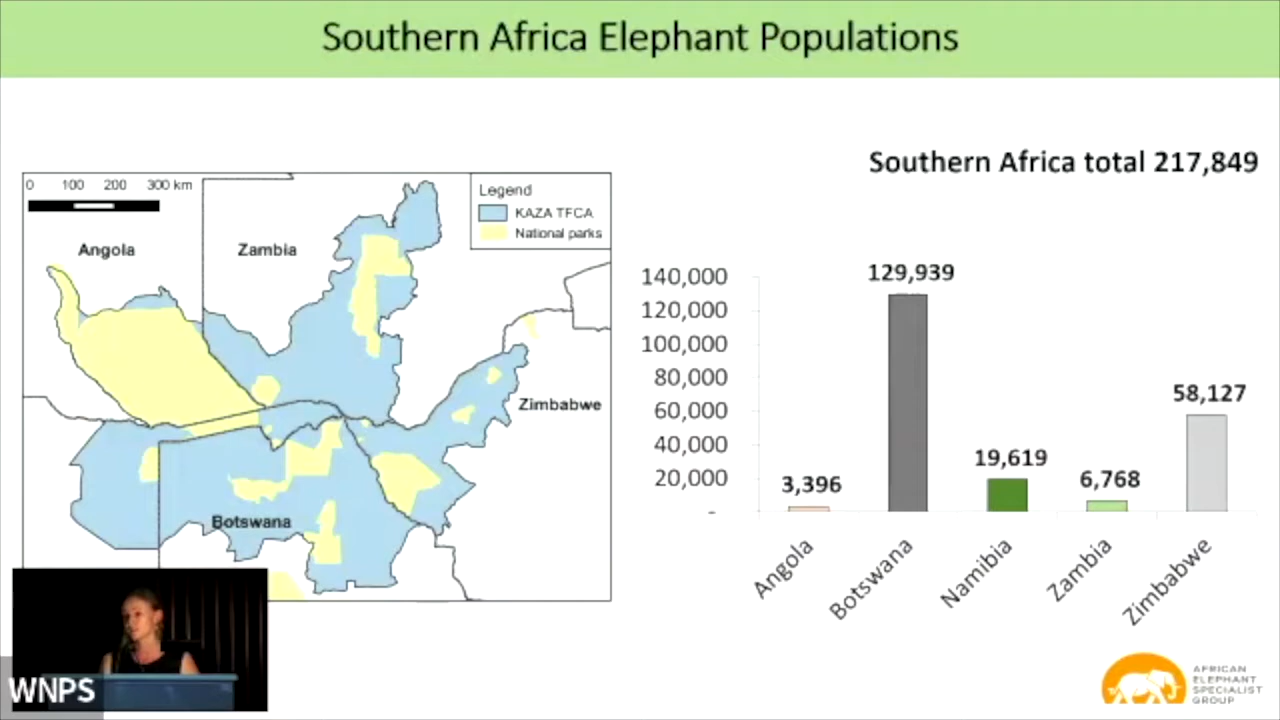 Southern Africa Elephant Populations
Southern Africa total 217,849
0 100 200 300 km
Legend
KAZA TFCA
National parks
Angola
Zambia
Zimbabwe
Botswana
140,000
120,000
100,000
80,000
60,000
40,000
20,000
-
3,396
129,939
19,619
6,768
58,127
Angola
Botswana
Namibia
Zambia
Zimbabwe
WNPS
AFRICAN
ELEPHANT
SPECIALIST
GROUP